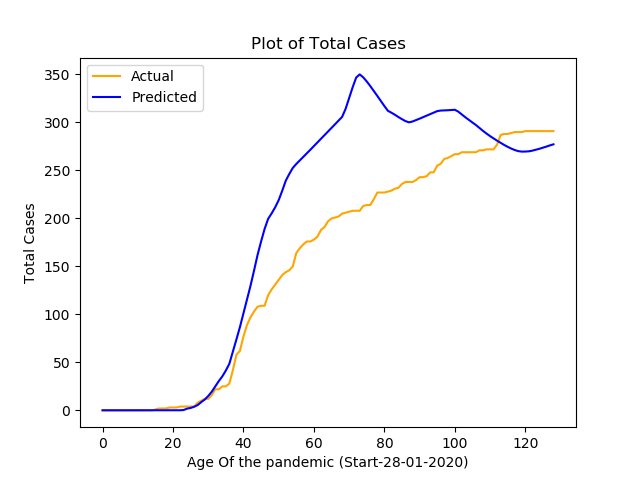 Plot of Total Cases
Actual
Predicted
350
300
250
200
150
100
50
0
Total Cases
0 20 40 60 80 100 120
Age Of the pandemic (Start-28-01-2020)